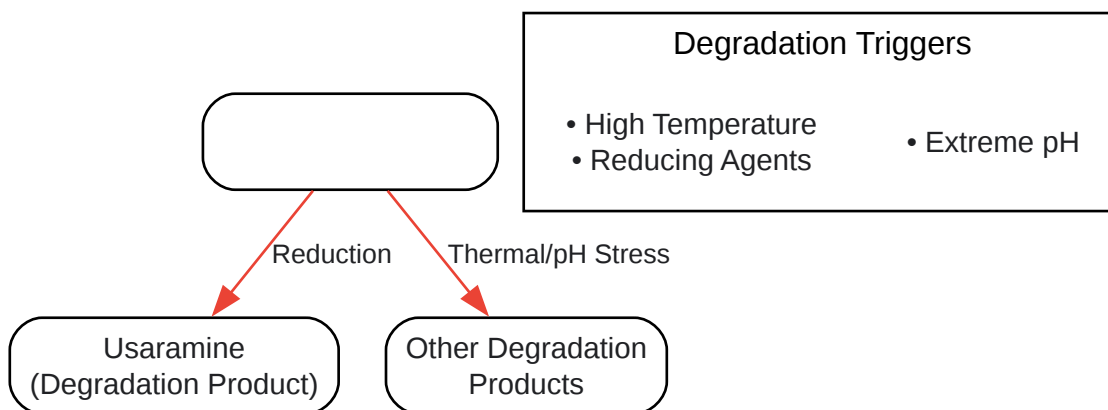 Degradation Triggers
• High Temperature
• Reducing Agents
• Extreme pH
Reduction
Thermal/pH Stress
Usaramine
(Degradation Product)
Other Degradation
Products